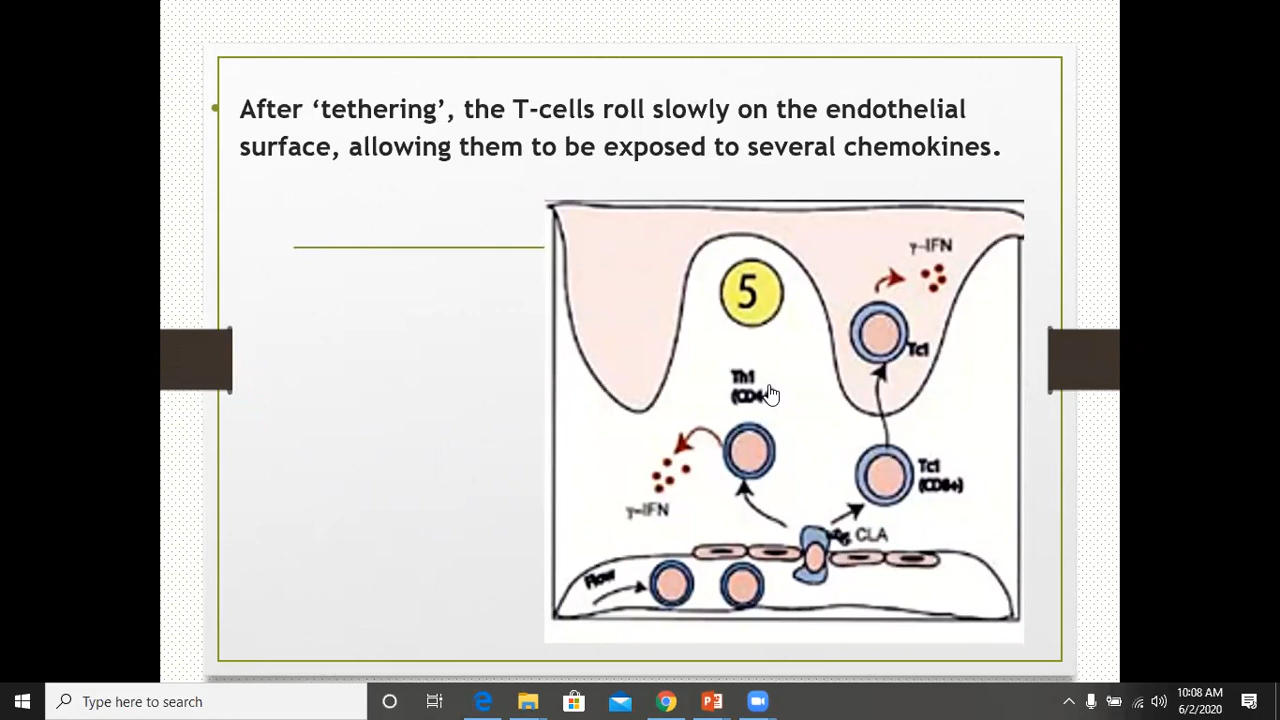 After ‘tethering’, the T-cells roll slowly on the endothelial
surface, allowing them to be exposed to several chemokines.
γ-IFN
5
Tc1
Th1
(CD4+
Tc1
(CD8+)
γ-IFN
CLA
Flow
Type here to search
10:08 AM
6/2/2020